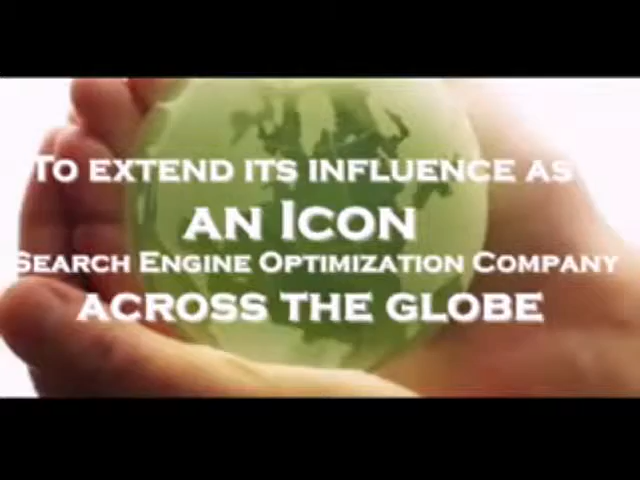 To extend its influence as
an Icon
Search Engine Optimization Company
across the globe